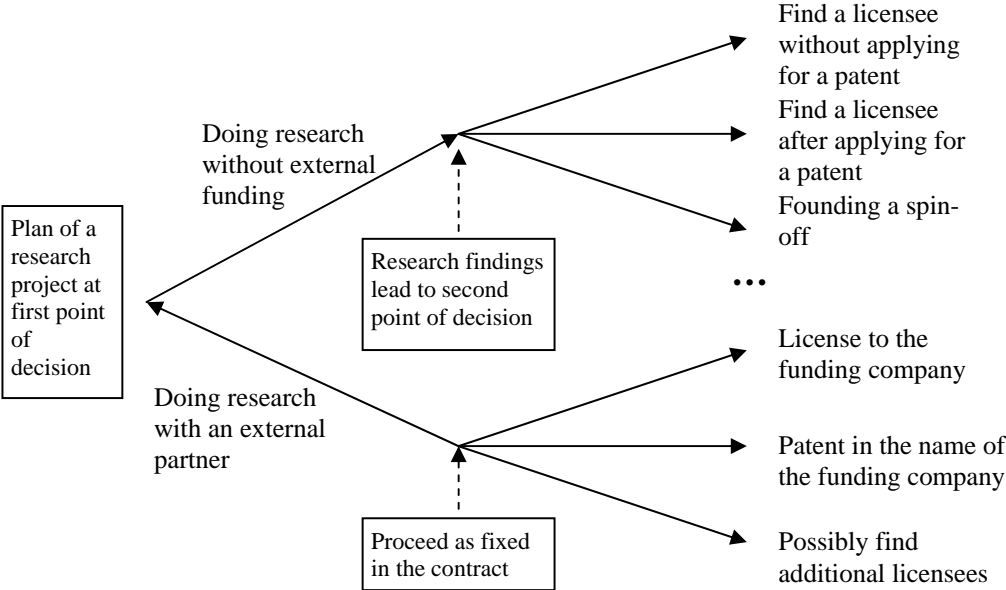 Plan of a
research
project at
first point
of
decision
Doing research
without external
funding
Research findings
lead to second
point of decision
Doing research
with an external
partner
Proceed as fixed
in the contract
Find a licensee
without applying
for a patent
Find a licensee
after applying for
a patent
Founding a spin-
off
...
License to the
funding company
Patent in the name of
the funding company
Possibly find
additional licensees